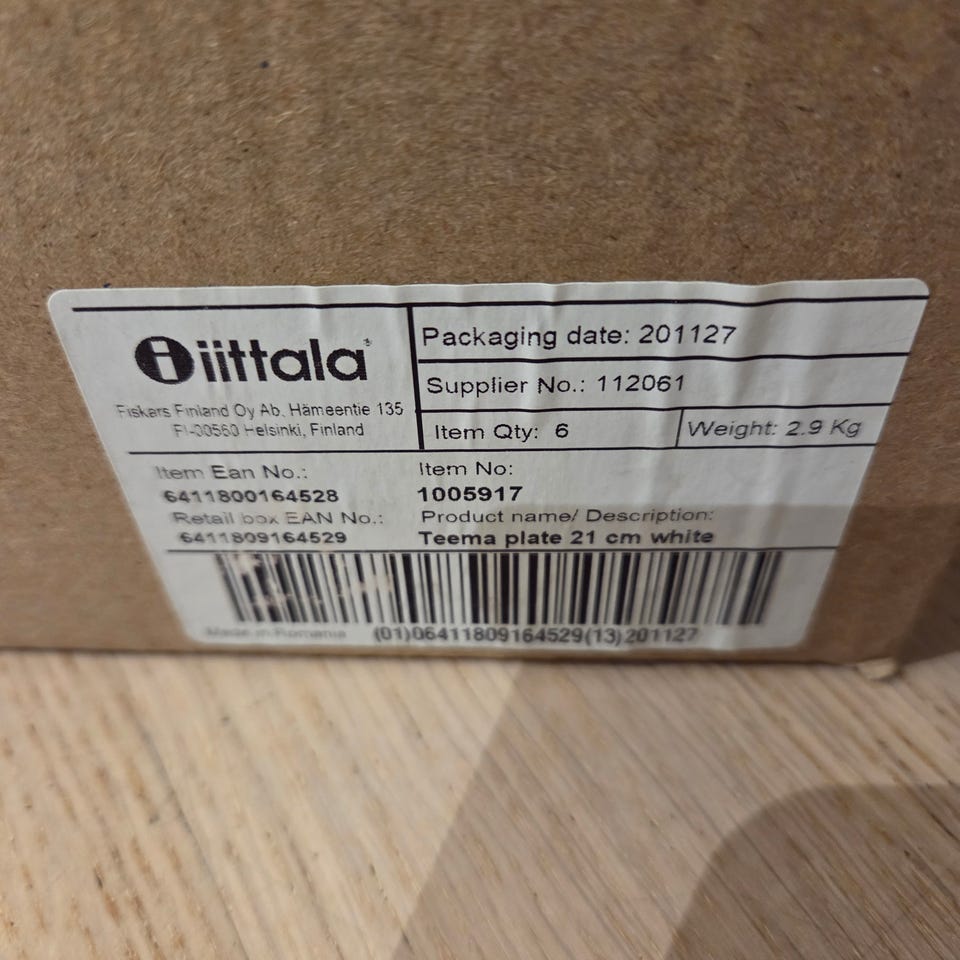 iittala
Fiskars Finland Oy Ab, Hämeentie 135
FI-00560 Helsinki, Finland
Packaging date: 201127
Supplier No.: 112061
Item Qty: 6
Weight: 2.9 Kg
Item Ean No.:
6411800164528
Retail box EAN No.:
6411809164529
Item No:
1005917
Product name/ Description:
Teema plate 21 cm white
Made in Romania
(01)06411809164529(13)201127